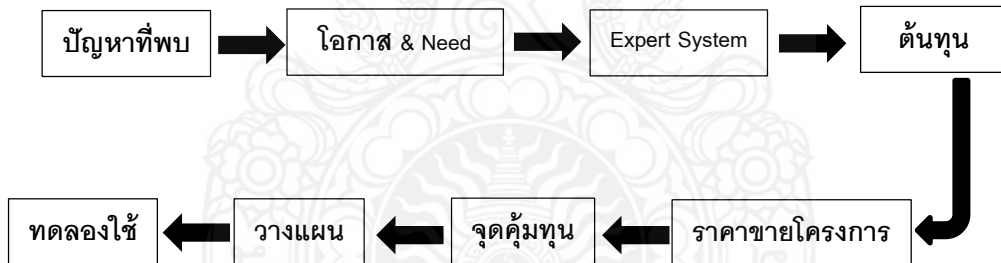 ปัญหาที่พบ
โอกาส & Need
Expert System
ต้นทุน
ราคาขายโครงการ
จุดคุ้มทุน
วางแผน
ทดลองใช้